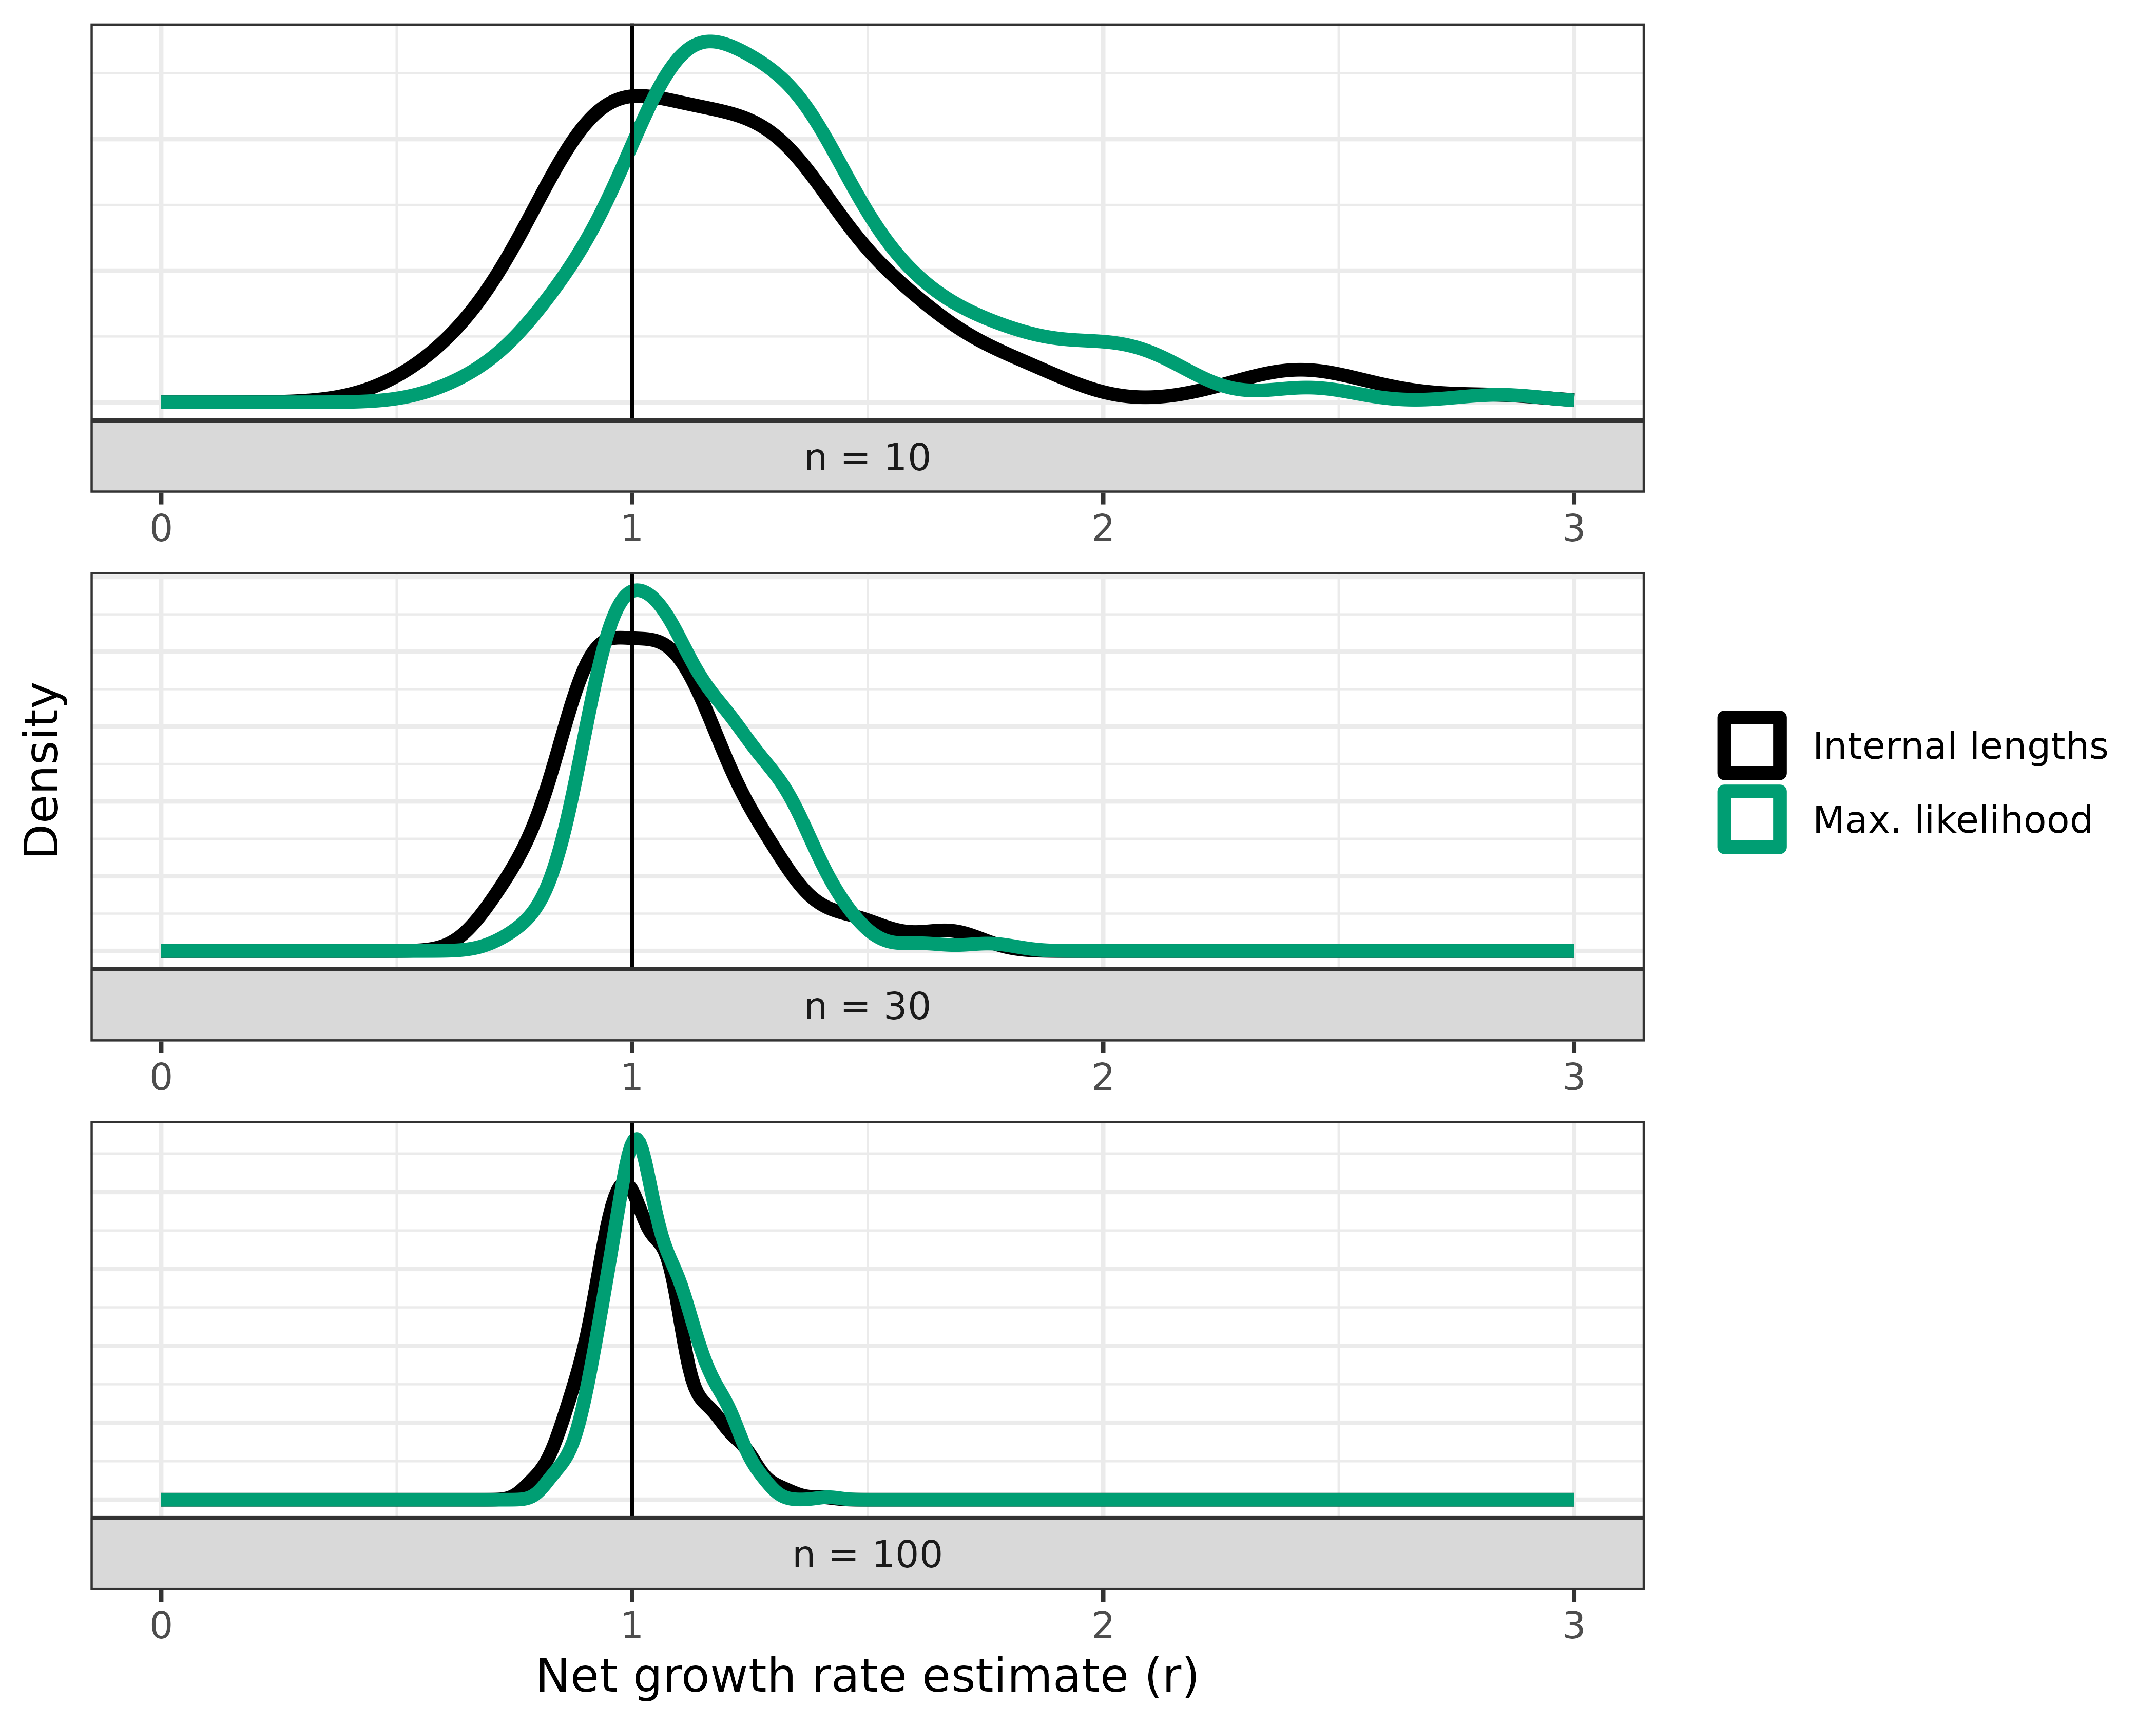 n = 10
0 1 2 3
Density
n = 30
0 1 2 3
Internal lengths
Max. likelihood
n = 100
0 1 2 3
Net growth rate estimate (r)